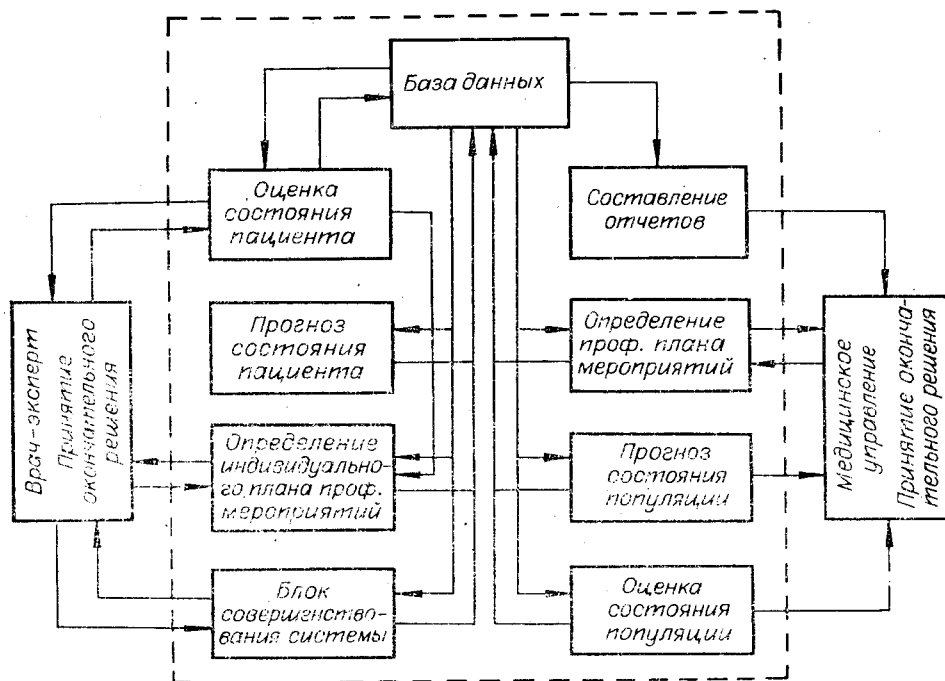 База данных
Оценка
состояния
пациента
Составление
отчетов
Прогноз
состояния
пациента
Определение
проф. плана
мероприятий
Врач-эксперт
Принятие
окончательного
решения
Определение
индивидуально-
го плана проф.
мероприятий
Прогноз
состояния
популяции
Медицинское
управление
Принятие оконча-
тельного решения
Блок
совершенство-
вания системы
Оценка
состояния
популяции